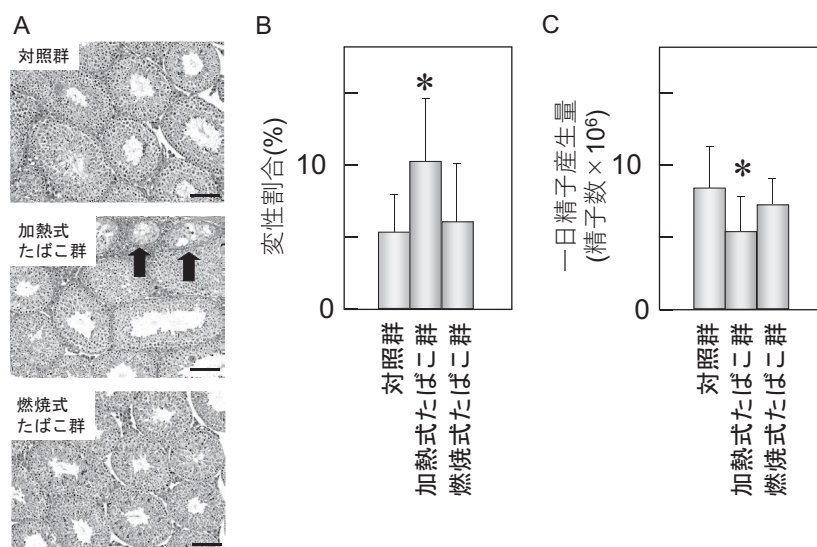 A
対照群
加熱式
たばこ群
燃焼式
たばこ群
B
変性割合(%)
10
0
*
対照群
加熱式たばこ群
燃焼式たばこ群
C
一日精子産生量
(精子数×10⁶)
10
0
*
対照群
加熱式たばこ群
燃焼式たばこ群